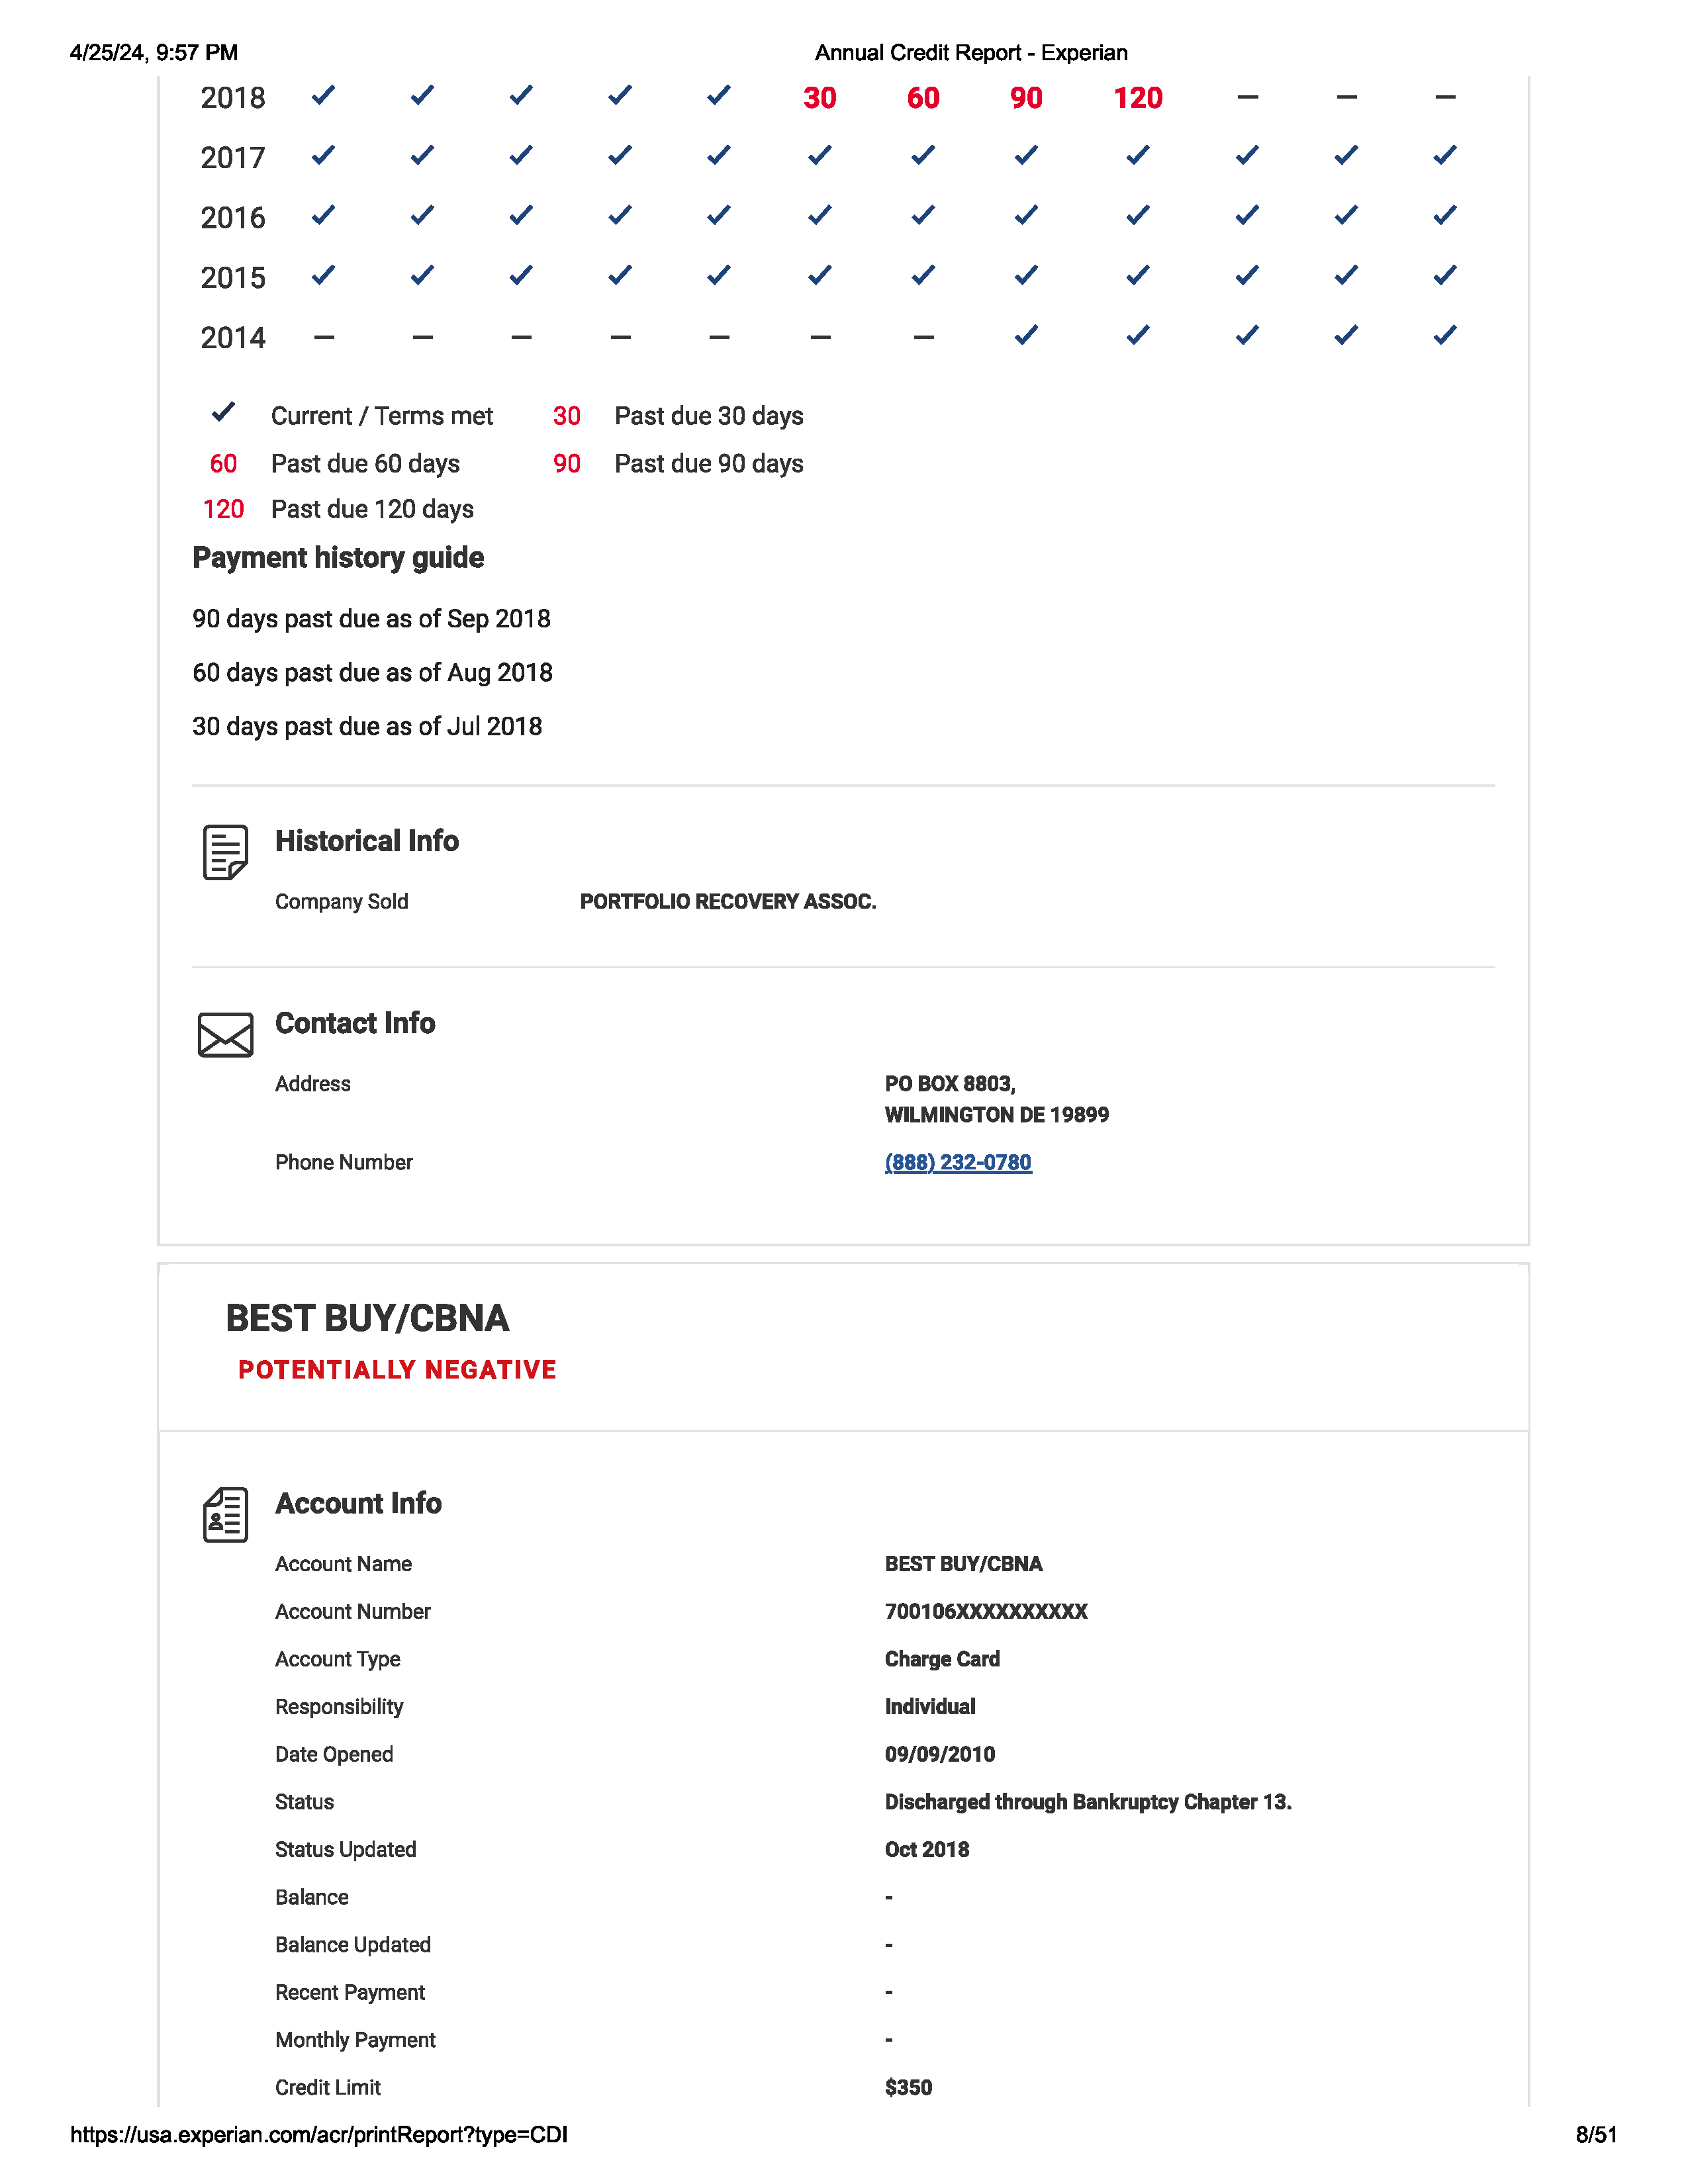 4/25/24, 9:57 PM Annual Credit Report - Experian
2018 ✓ ✓ ✓ ✓ ✓ 30 60 90 120 — — —
2017 ✓ ✓ ✓ ✓ ✓ ✓ ✓ ✓ ✓ ✓ ✓ ✓
2016 ✓ ✓ ✓ ✓ ✓ ✓ ✓ ✓ ✓ ✓ ✓ ✓
2015 ✓ ✓ ✓ ✓ ✓ ✓ ✓ ✓ ✓ ✓ ✓ ✓
2014 — — — — — — — ✓ ✓ ✓ ✓ ✓
✓ Current / Terms met 30 Past due 30 days
60 Past due 60 days 90 Past due 90 days
120 Past due 120 days
Payment history guide
90 days past due as of Sep 2018
60 days past due as of Aug 2018
30 days past due as of Jul 2018
Historical Info
Company Sold PORTFOLIO RECOVERY ASSOC.
Contact Info
Address PO BOX 8803,
WILMINGTON DE 19899
Phone Number (888) 232-0780
BEST BUY/CBNA
POTENTIALLY NEGATIVE
Account Info
Account Name BEST BUY/CBNA
Account Number 700106XXXXXXXXXX
Account Type Charge Card
Responsibility Individual
Date Opened 09/09/2010
Status Discharged through Bankruptcy Chapter 13.
Status Updated Oct 2018
Balance -
Balance Updated -
Recent Payment -
Monthly Payment -
Credit Limit $350
https://usa.experian.com/acr/printReport?type=CDI 8/51